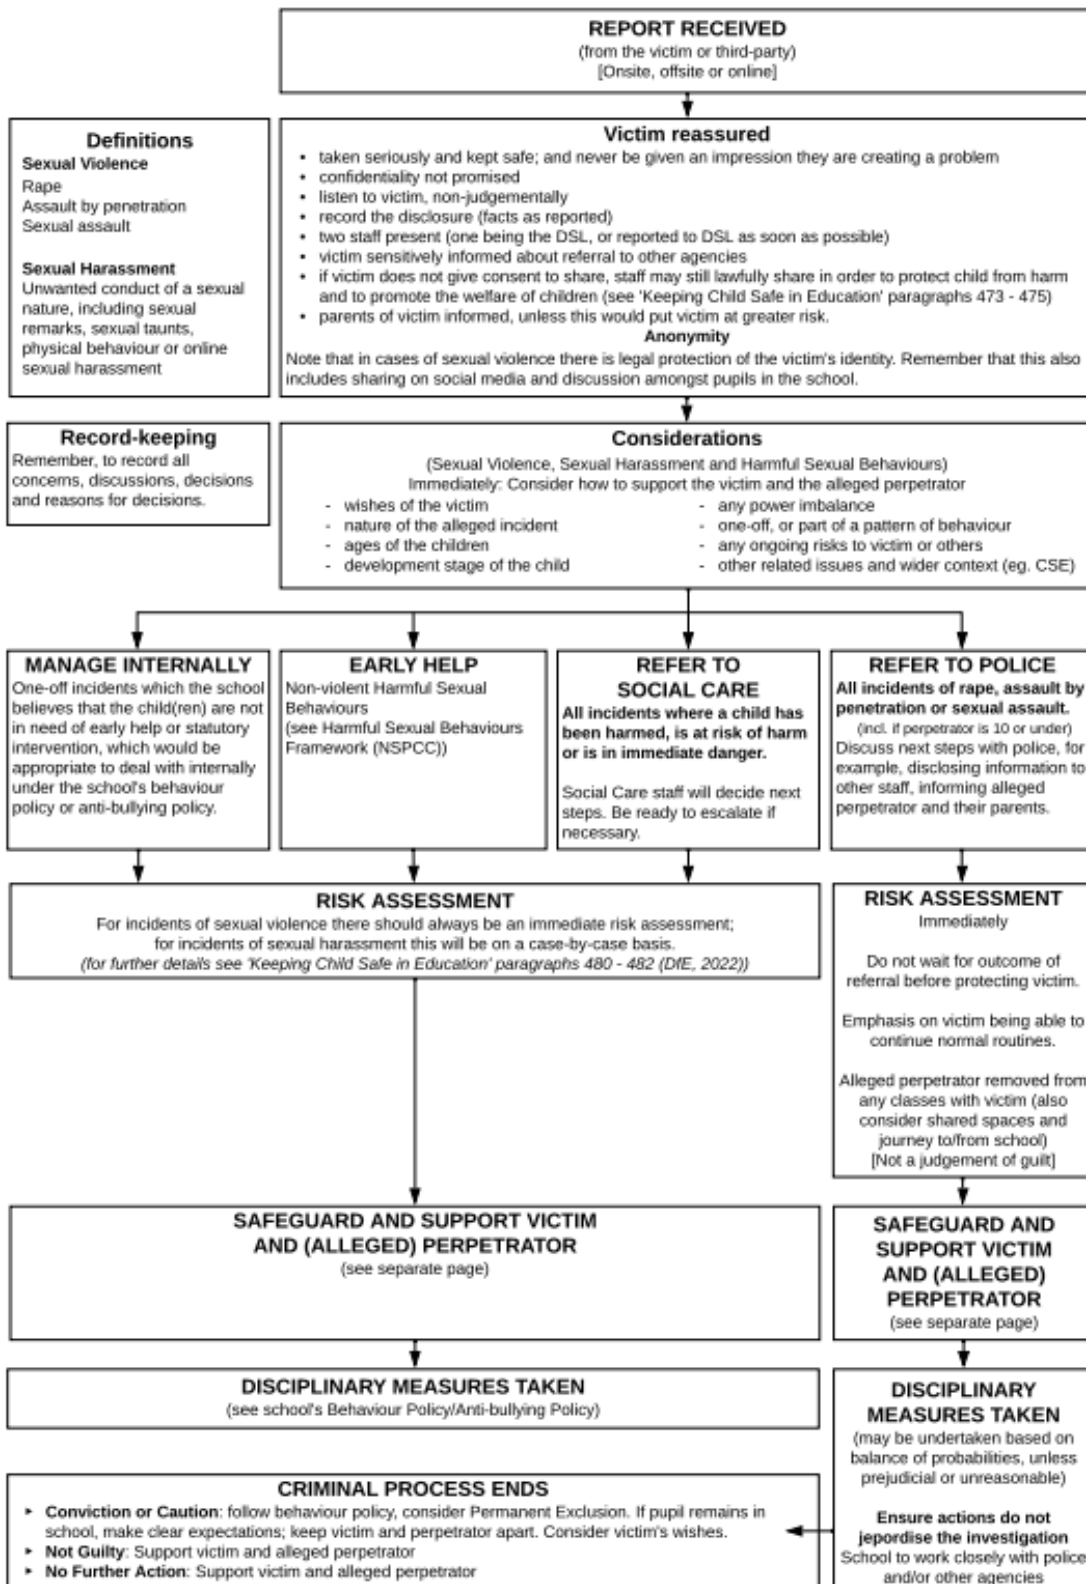 REPORT RECEIVED
(from the victim or third-party)
[Onsite, offsite or online]
Definitions
Sexual Violence
Rape
Assault by penetration
Sexual assault
Sexual Harassment
Unwanted conduct of a sexual
nature, including sexual
remarks, sexual taunts,
physical behaviour or online
sexual harassment
Victim reassured
• taken seriously and kept safe; and never be given an impression they are creating a problem
• confidentiality not promised
• listen to victim, non-judgementally
• record the disclosure (facts as reported)
• two staff present (one being the DSL, or reported to DSL as soon as possible)
• victim sensitively informed about referral to other agencies
• if victim does not give consent to share, staff may still lawfully share in order to protect child from harm
and to promote the welfare of children (see 'Keeping Child Safe in Education' paragraphs 473 - 475)
• parents of victim informed, unless this would put victim at greater risk.
Anonymity
Note that in cases of sexual violence there is legal protection of the victim's identity. Remember that this also
includes sharing on social media and discussion amongst pupils in the school.
Record-keeping
Remember, to record all
concerns, discussions, decisions
and reasons for decisions.
Considerations
(Sexual Violence, Sexual Harassment and Harmful Sexual Behaviours)
Immediately: Consider how to support the victim and the alleged perpetrator
- wishes of the victim
- nature of the alleged incident
- ages of the children
- development stage of the child
- any power imbalance
- one-off, or part of a pattern of behaviour
- any ongoing risks to victim or others
- other related issues and wider context (eg. CSE)
MANAGE INTERNALLY
One-off incidents which the school
believes that the child(ren) are not
in need of early help or statutory
intervention, which would be
appropriate to deal with internally
under the school's behaviour
policy or anti-bullying policy.
EARLY HELP
Non-violent Harmful Sexual
Behaviours
(see Harmful Sexual Behaviours
Framework (NSPCC))
REFER TO
SOCIAL CARE
All incidents where a child has
been harmed, is at risk of harm
or is in immediate danger.
Social Care staff will decide next
steps. Be ready to escalate if
necessary.
REFER TO POLICE
All incidents of rape, assault by
penetration or sexual assault.
(incl. if perpetrator is 10 or under)
Discuss next steps with police, for
example, disclosing information to
other staff, informing alleged
perpetrator and their parents.
RISK ASSESSMENT
For incidents of sexual violence there should always be an immediate risk assessment;
for incidents of sexual harassment this will be on a case-by-case basis.
(for further details see 'Keeping Child Safe in Education' paragraphs 480 - 482 (DfE, 2022))
RISK ASSESSMENT
Immediately
Do not wait for outcome of
referral before protecting victim.
Emphasis on victim being able to
continue normal routines.
Alleged perpetrator removed from
any classes with victim (also
consider shared spaces and
journey to/from school)
[Not a judgement of guilt]
SAFEGUARD AND SUPPORT VICTIM
AND (ALLEGED) PERPETRATOR
(see separate page)
SAFEGUARD AND
SUPPORT VICTIM
AND (ALLEGED)
PERPETRATOR
(see separate page)
DISCIPLINARY MEASURES TAKEN
(see school's Behaviour Policy/Anti-bullying Policy)
DISCIPLINARY
MEASURES TAKEN
(may be undertaken based on
balance of probabilities, unless
prejudicial or unreasonable)
Ensure actions do not
jepordise the investigation
School to work closely with police
and/or other agencies
CRIMINAL PROCESS ENDS
▸ Conviction or Caution: follow behaviour policy, consider Permanent Exclusion. If pupil remains in
school, make clear expectations; keep victim and perpetrator apart. Consider victim's wishes.
▸ Not Guilty: Support victim and alleged perpetrator
▸ No Further Action: Support victim and alleged perpetrator